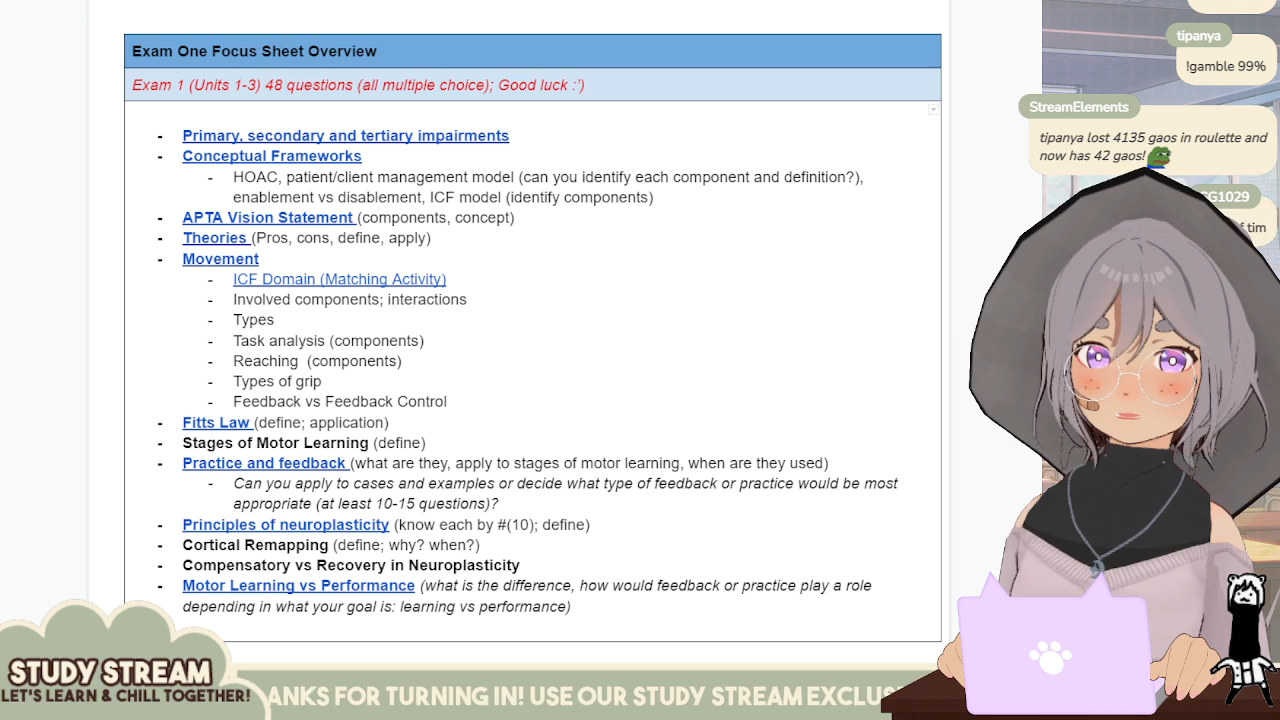 Exam One Focus Sheet Overview
Exam 1 (Units 1-3) 48 questions (all multiple choice); Good luck :')
- Primary, secondary and tertiary impairments
- Conceptual Frameworks
- HOAC, patient/client management model (can you identify each component and definition?),
enablement vs disablement, ICF model (identify components)
- APTA Vision Statement (components, concept)
- Theories (Pros, cons, define, apply)
- Movement
- ICF Domain (Matching Activity)
- Involved components; interactions
- Types
- Task analysis (components)
- Reaching (components)
- Types of grip
- Feedback vs Feedback Control
- Fitts Law (define; application)
- Stages of Motor Learning (define)
- Practice and feedback (what are they, apply to stages of motor learning, when are they used)
- Can you apply to cases and examples or decide what type of feedback or practice would be most
appropriate (at least 10-15 questions)?
- Principles of neuroplasticity (know each by #(10); define)
- Cortical Remapping (define; why? when?)
- Compensatory vs Recovery in Neuroplasticity
- Motor Learning vs Performance (what is the difference, how would feedback or practice play a role
depending in what your goal is: learning vs performance)
tipanya
!gamble 99%
StreamElements
tipanya lost 4135 gaos in roulette and
now has 42 gaos!
G1029
tim
STUDY STREAM
LET'S LEARN & CHILL TOGETHER!
ANKS FOR TURNING IN! USE OUR STUDY STREAM EXCLUS